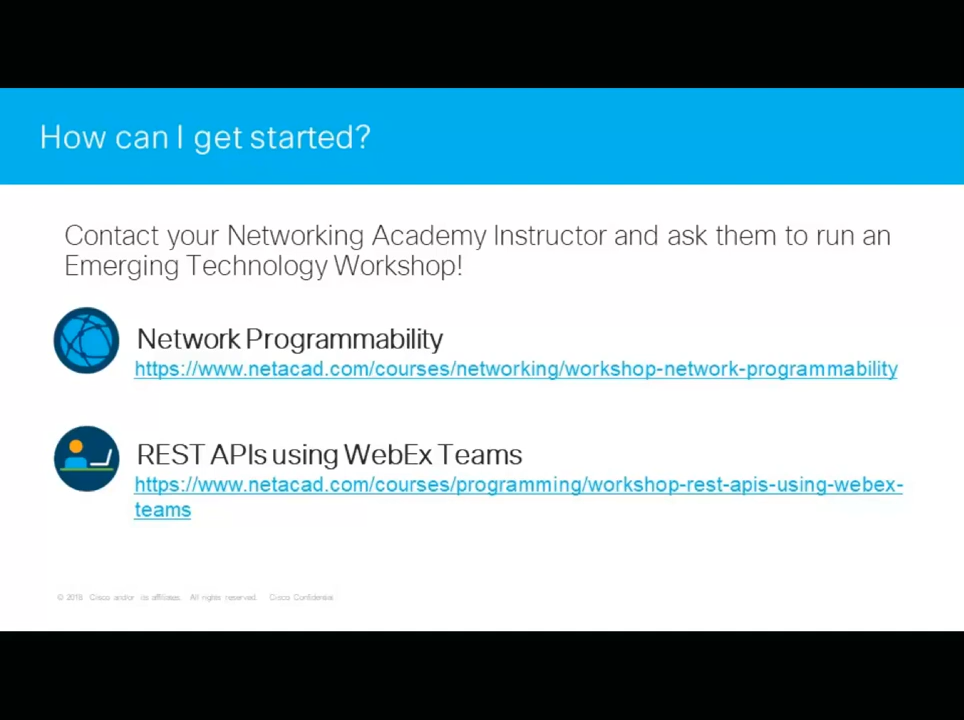 How can I get started?
Contact your Networking Academy Instructor and ask them to run an
Emerging Technology Workshop!
Network Programmability
https://www.netacad.com/courses/networking/workshop-network-programmability
REST APIs using WebEx Teams
https://www.netacad.com/courses/programming/workshop-rest-apis-using-webex-
teams
© 2018 Cisco and/or its affiliates. All rights reserved. Cisco Confidential